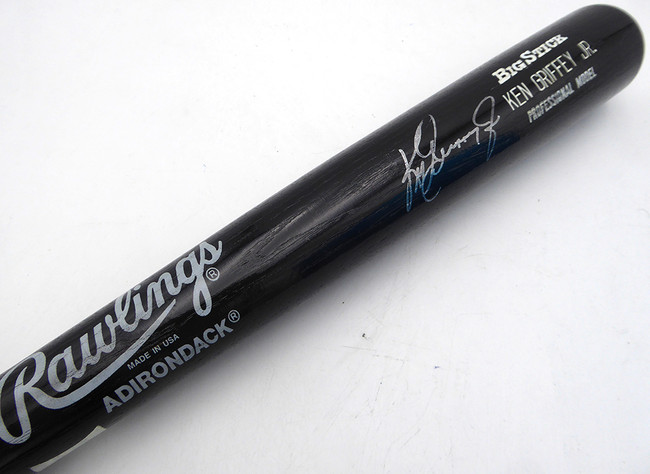 Rawlings®
MADE IN USA
ADIRONDACK®
BIG STICK
KEN GRIFFEY JR.
PROFESSIONAL MODEL